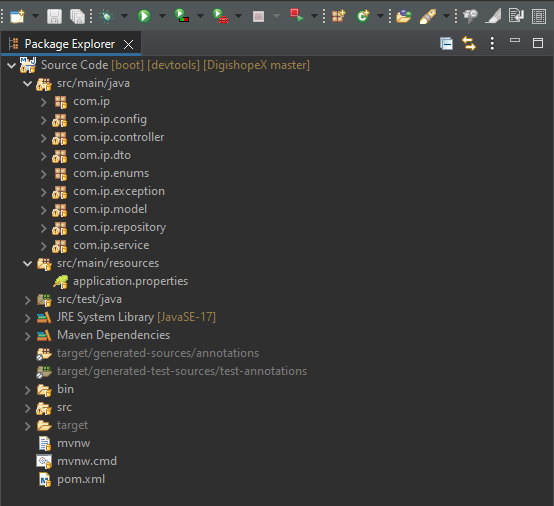 Package Explorer
Source Code [boot] [devtools] [DigishopeX master]
src/main/java
com.ip
com.ip.config
com.ip.controller
com.ip.dto
com.ip.enums
com.ip.exception
com.ip.model
com.ip.repository
com.ip.service
src/main/resources
application.properties
src/test/java
JRE System Library [JavaSE-17]
Maven Dependencies
target/generated-sources/annotations
target/generated-test-sources/test-annotations
bin
src
target
mvnw
mvnw.cmd
pom.xml